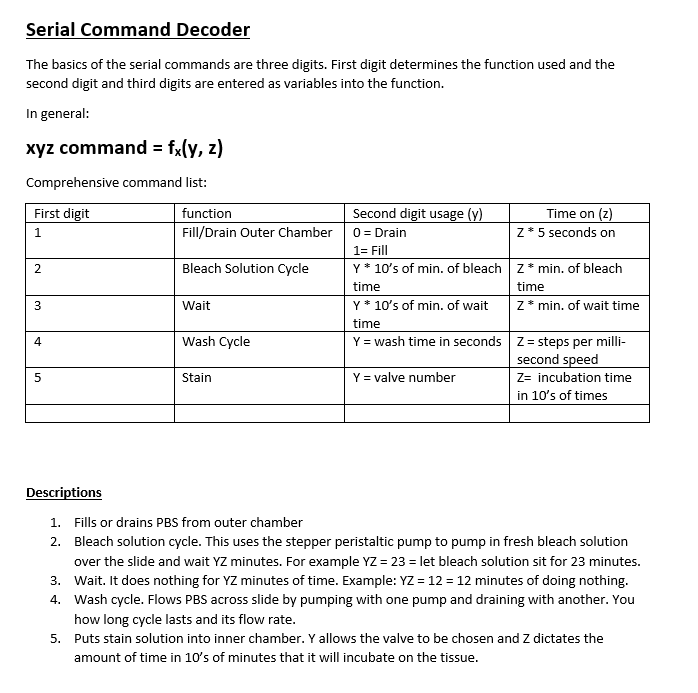 Serial Command Decoder
The basics of the serial commands are three digits. First digit determines the function used and the
second digit and third digits are entered as variables into the function.
In general:
xyz command = fx(y, z)
Comprehensive command list:
First digit function Second digit usage (y) Time on (z)
1 Fill/Drain Outer Chamber 0 = Drain Z * 5 seconds on
1= Fill
2 Bleach Solution Cycle Y * 10's of min. of bleach Z * min. of bleach
time time
3 Wait Y * 10's of min. of wait Z * min. of wait time
time
4 Wash Cycle Y = wash time in seconds Z = steps per milli-
second speed
5 Stain Y = valve number Z= incubation time
in 10's of times
Descriptions
1. Fills or drains PBS from outer chamber
2. Bleach solution cycle. This uses the stepper peristaltic pump to pump in fresh bleach solution
over the slide and wait YZ minutes. For example YZ = 23 = let bleach solution sit for 23 minutes.
3. Wait. It does nothing for YZ minutes of time. Example: YZ = 12 = 12 minutes of doing nothing.
4. Wash cycle. Flows PBS across slide by pumping with one pump and draining with another. You
how long cycle lasts and its flow rate.
5. Puts stain solution into inner chamber. Y allows the valve to be chosen and Z dictates the
amount of time in 10's of minutes that it will incubate on the tissue.